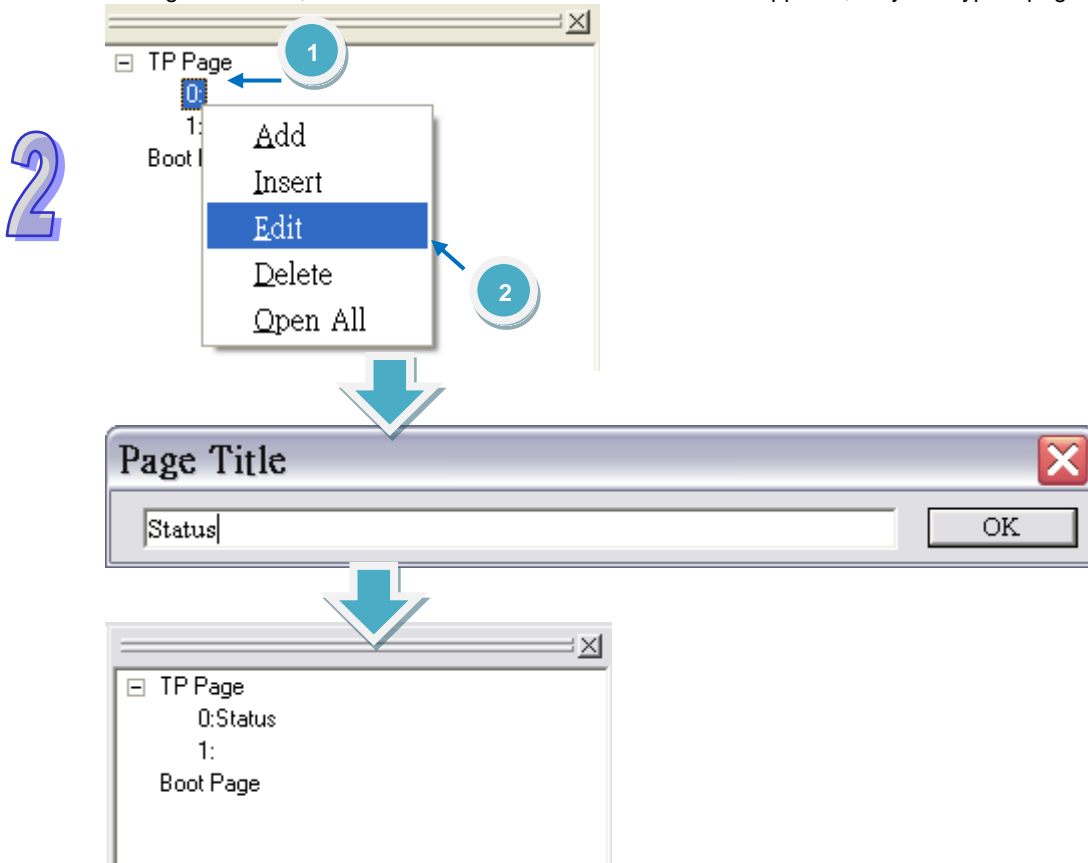 TP Page
1
0:
1:
Boot
2
Add
Insert
Edit
Delete
Open All
2
Page Title
Status
OK
TP Page
0:Status
1:
Boot Page